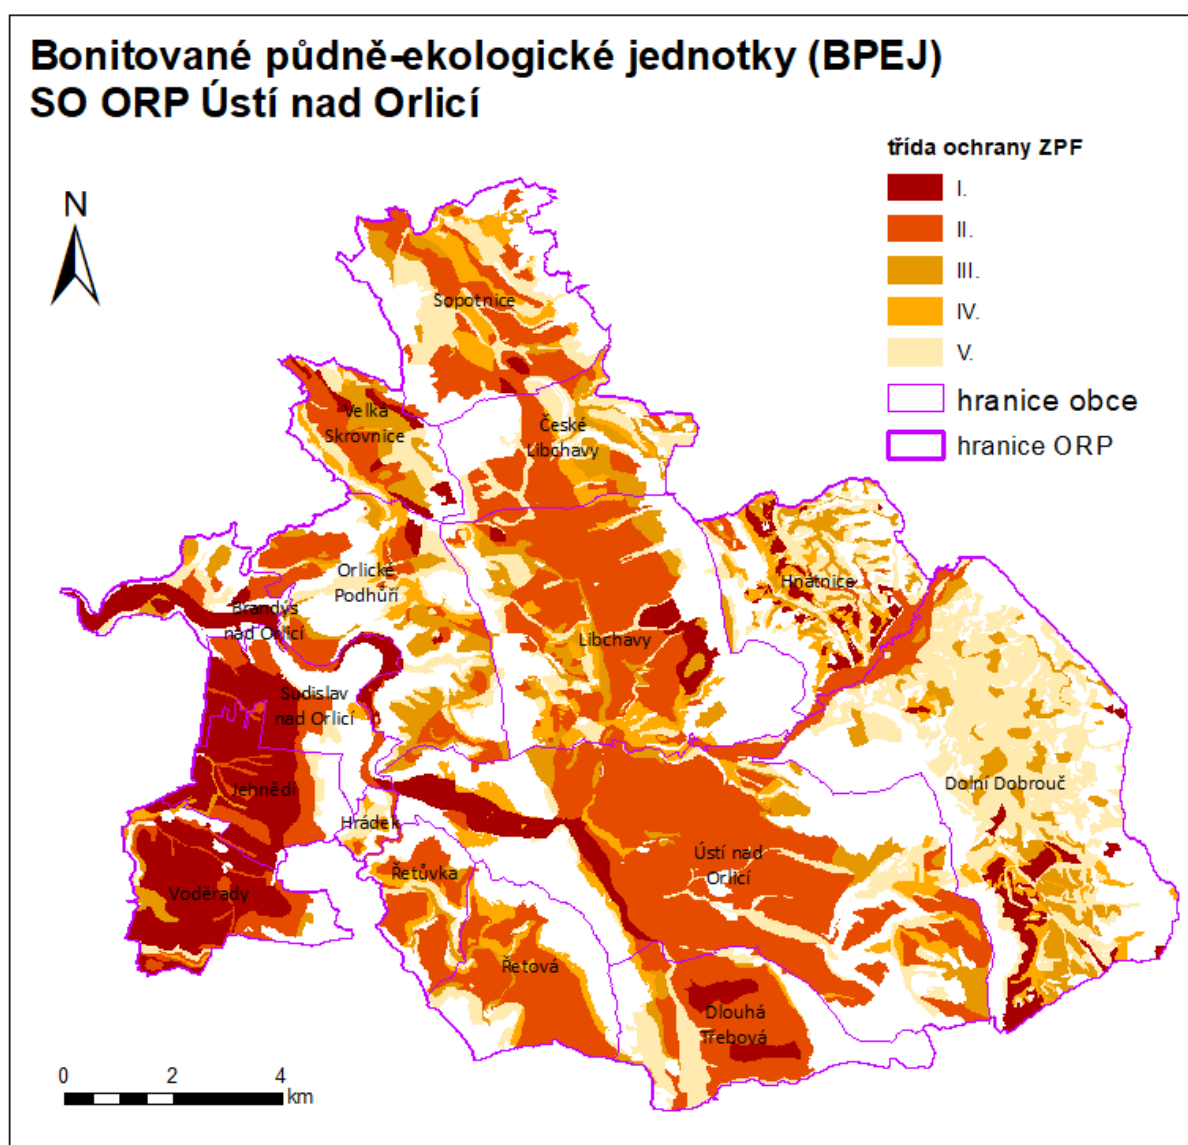 Bonitované půdně-ekologické jednotky (BPEJ)
SO ORP Ústí nad Orlicí
třída ochrany ZPF
I.
II.
III.
IV.
V.
hranice obce
hranice ORP
N
Sopotnice
Velká
Skrovnice
České
Libchavy
Orlické
Podhůří
Hnátnice
Brandýs
nad Orlicí
Libchavy
Sudislav
nad Orlicí
Jehnědí
Dolní Dobrouč
Hrádek
Ústí nad
Orlicí
Řetůvka
Voděrady
Řetová
Dlouhá
Třebová
0 2 4
km